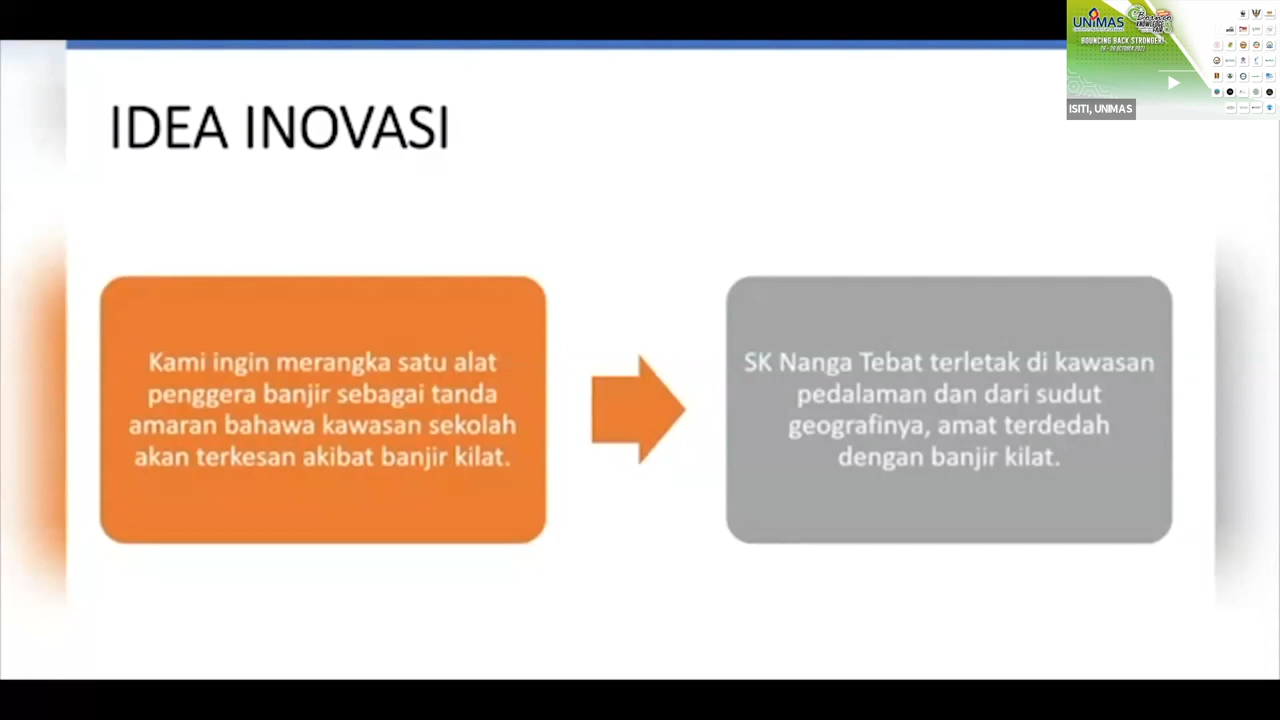 IDEA INOVASI
Kami ingin merangka satu alat
penggera banjir sebagai tanda
amaran bahawa kawasan sekolah
akan terkesan akibat banjir kilat.
SK Nanga Tebat terletak di kawasan
pedalaman dan dari sudut
geografinya, amat terdedah
dengan banjir kilat.
UNIMAS
BOUNCING BACK STRONGER!
ISITI, UNIMAS